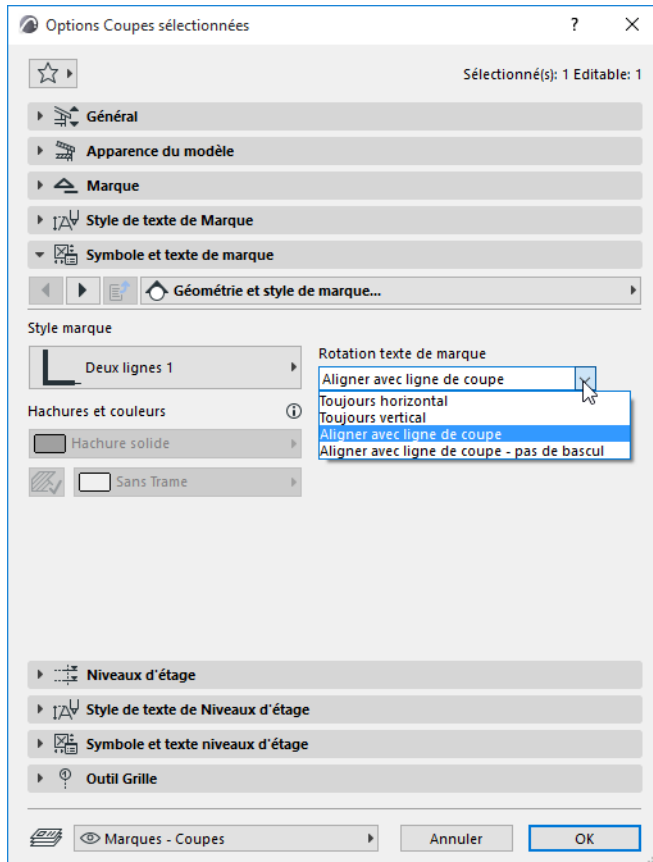 Options Coupes sélectionnées
?
Sélectionné(s): 1 Editable: 1
Général
Apparence du modèle
Marque
Style de texte de Marque
Symbole et texte de marque
Géométrie et style de marque...
Style marque
Deux lignes 1
Rotation texte de marque
Aligner avec ligne de coupe
Toujours horizontal
Toujours vertical
Aligner avec ligne de coupe
Aligner avec ligne de coupe - pas de bascul
Hachures et couleurs
Hachure solide
Sans Trame
Niveaux d'étage
Style de texte de Niveaux d'étage
Symbole et texte niveaux d'étage
Outil Grille
Marques - Coupes
Annuler
OK